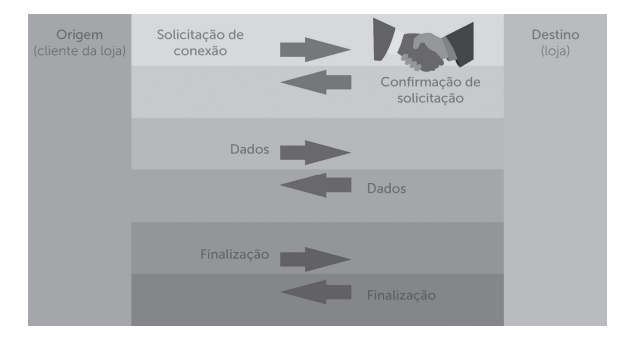 Origem
(cliente da loja)
Solicitação de
conexão
Destino
(loja)
Confirmação de
solicitação
Dados
Dados
Finalização
Finalização